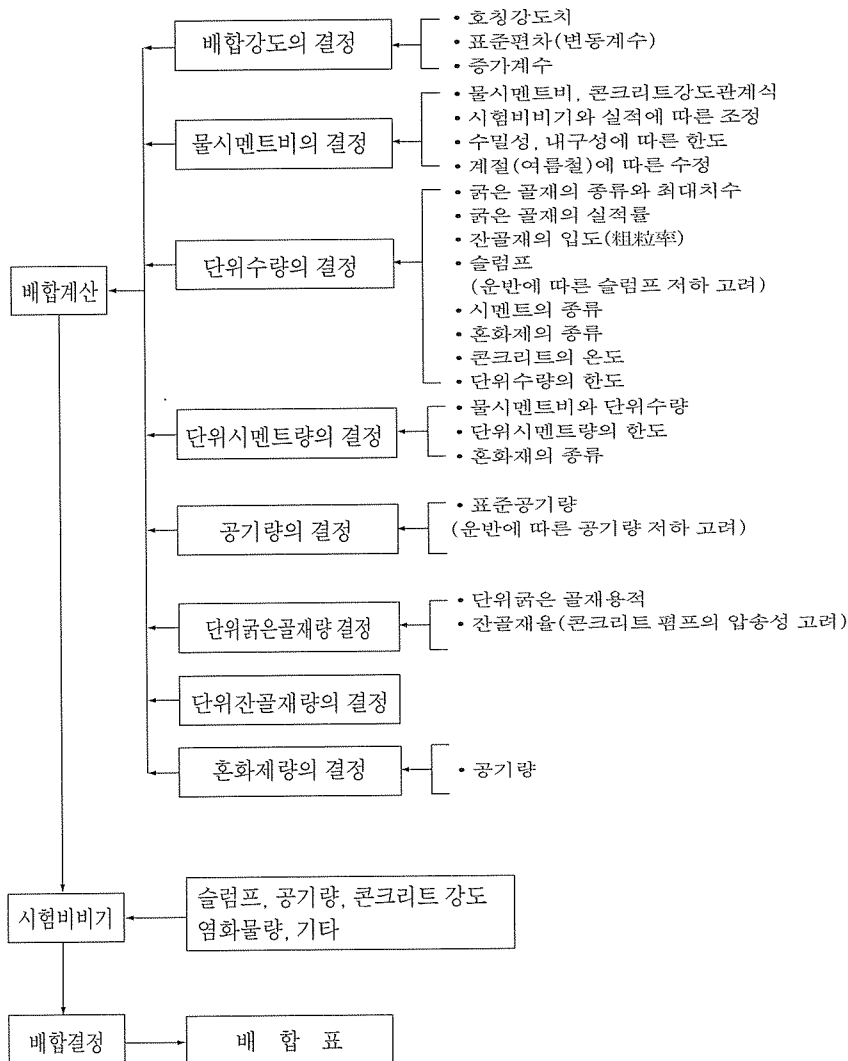 배합강도의 결정
• 호칭강도치
• 표준편차(변동계수)
• 증가계수
물시멘트비의 결정
• 물시멘트비, 콘크리트강도관계식
• 시험비비기와 실적에 따른 조정
• 수밀성, 내구성에 따른 한도
• 계절(여름철)에 따른 수정
단위수량의 결정
• 굵은 골재의 종류와 최대치수
• 굵은 골재의 실적률
• 잔골재의 입도(粗粒率)
• 슬럼프
(운반에 따른 슬럼프 저하 고려)
• 시멘트의 종류
• 혼화제의 종류
• 콘크리트의 온도
• 단위수량의 한도
배합계산
단위시멘트량의 결정
• 물시멘트비와 단위수량
• 단위시멘트량의 한도
• 혼화재의 종류
공기량의 결정
• 표준공기량
(운반에 따른 공기량 저하 고려)
단위굵은골재량 결정
• 단위굵은 골재용적
• 잔골재율(콘크리트 펌프의 압송성 고려)
단위잔골재량의 결정
혼화제량의 결정
• 공기량
시험비비기
슬럼프, 공기량, 콘크리트 강도
염화물량, 기타
배합결정
배 합 표